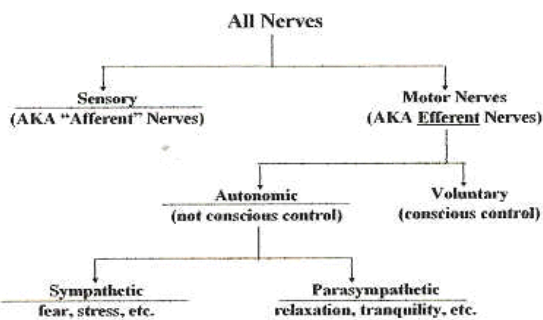 All Nerves
Sensory
(AKA “Afferent” Nerves)
Motor Nerves
(AKA Efferent Nerves)
Autonomic
(not conscious control)
Voluntary
(conscious control)
Sympathetic
fear, stress, etc.
Parasympathetic
relaxation, tranquility, etc.